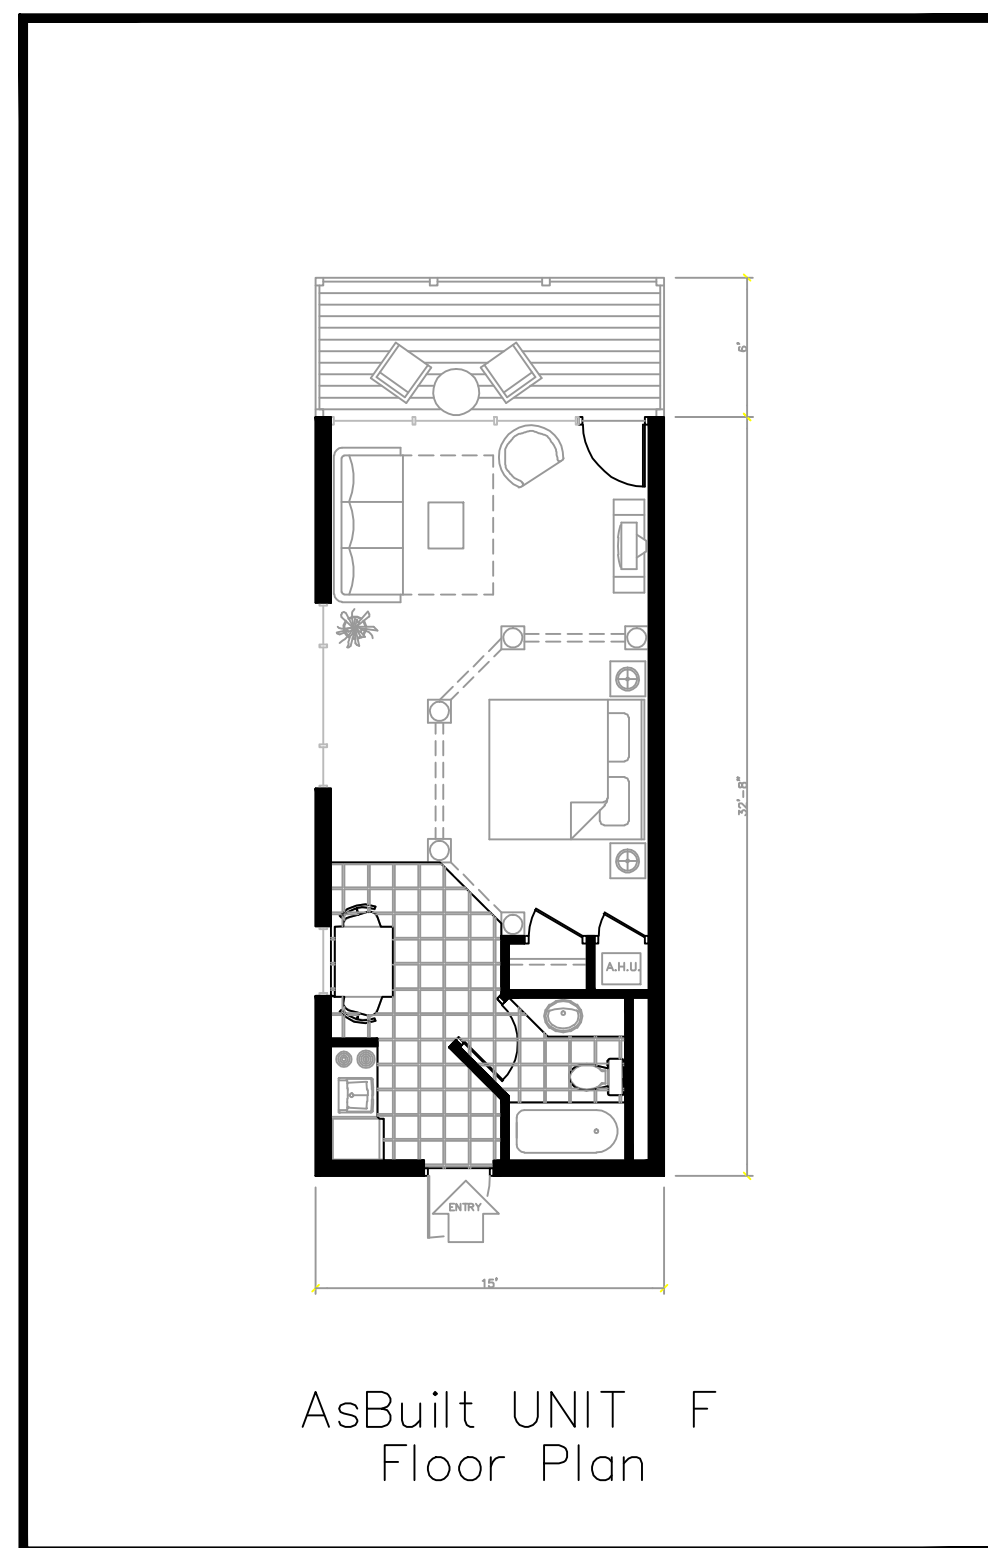 6'
32'-8"
A.H.U.
ENTRY
15'
AsBuilt UNIT F
Floor Plan